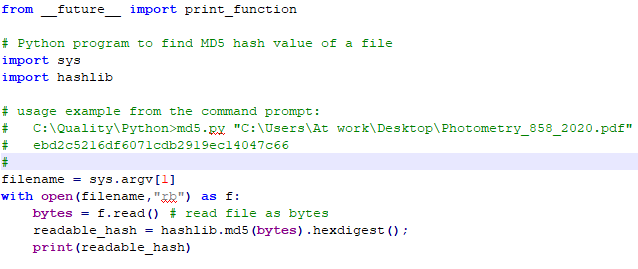 from __future__ import print_function
# Python program to find MD5 hash value of a file
import sys
import hashlib
# usage example from the command prompt:
#   C:\Quality\Python>md5.py "C:\Users\At work\Desktop\Photometry_858_2020.pdf"
#   ebd2c5216df6071cdb2919ec14047c66
#
filename = sys.argv[1]
with open(filename,"rb") as f:
    bytes = f.read() # read file as bytes
    readable_hash = hashlib.md5(bytes).hexdigest();
    print(readable_hash)